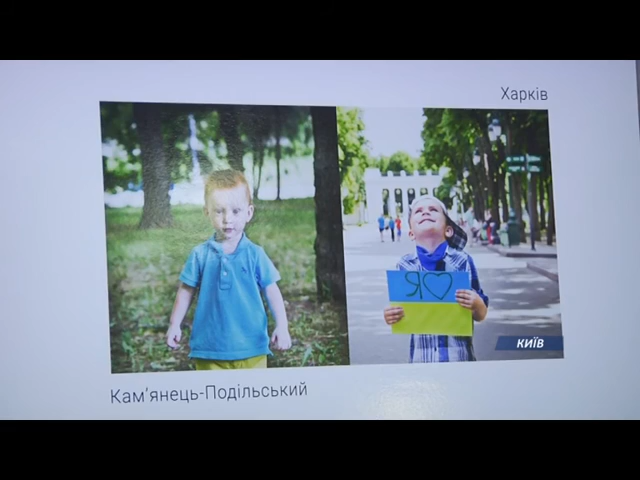 Харків
Я♡
КИЇВ
Кам'янець-Подільський